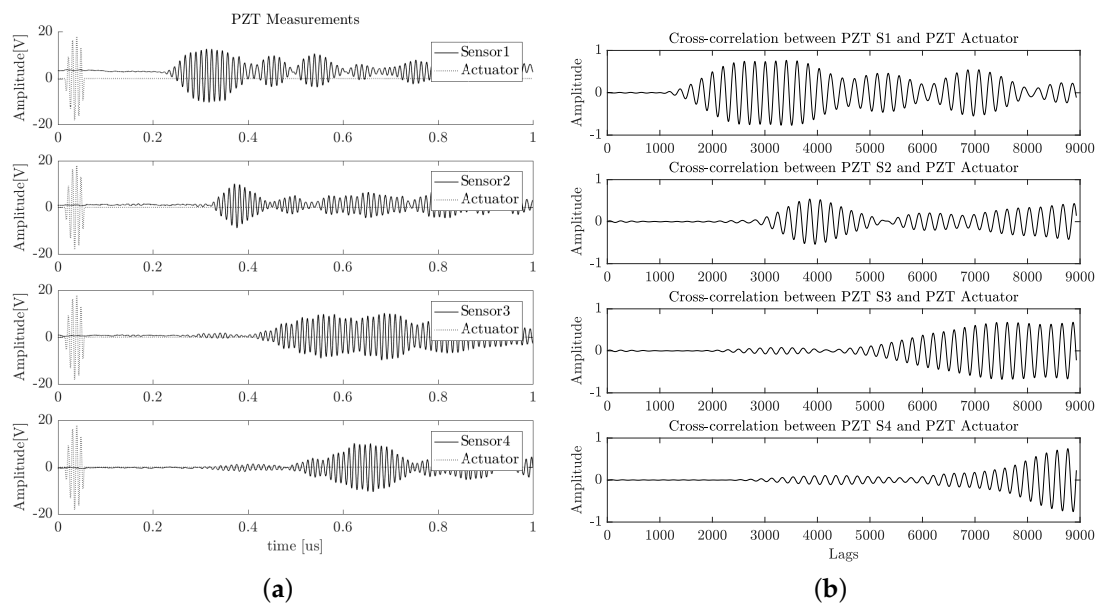 PZT Measurements
Amplitude[V]
20
0
-20
Sensor1
Actuator
0 0.2 0.4 0.6 0.8 1
Amplitude[V]
20
0
-20
Sensor2
Actuator
0 0.2 0.4 0.6 0.8 1
Amplitude[V]
20
0
-20
Sensor3
Actuator
0 0.2 0.4 0.6 0.8 1
Amplitude[V]
20
0
-20
Sensor4
Actuator
0 0.2 0.4 0.6 0.8 1
time [us]
(a)
Cross-correlation between PZT S1 and PZT Actuator
Amplitude
1
0
-1
0 1000 2000 3000 4000 5000 6000 7000 8000 9000
Cross-correlation between PZT S2 and PZT Actuator
Amplitude
1
0
-1
0 1000 2000 3000 4000 5000 6000 7000 8000 9000
Cross-correlation between PZT S3 and PZT Actuator
Amplitude
1
0
-1
0 1000 2000 3000 4000 5000 6000 7000 8000 9000
Cross-correlation between PZT S4 and PZT Actuator
Amplitude
1
0
-1
0 1000 2000 3000 4000 5000 6000 7000 8000 9000
Lags
(b)